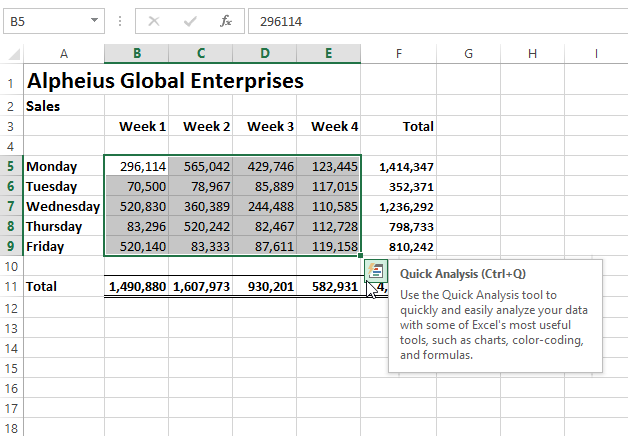 B5 fx 296114
A B C D E F G H I
1 Alpheius Global Enterprises
2 Sales
3 Week 1 Week 2 Week 3 Week 4 Total
4
5 Monday 296,114 565,042 429,746 123,445 1,414,347
6 Tuesday 70,500 78,967 85,889 117,015 352,371
7 Wednesday 520,830 360,389 244,488 110,585 1,236,292
8 Thursday 83,296 520,242 82,467 112,728 798,733
9 Friday 520,140 83,333 87,611 119,158 810,242
10
Quick Analysis (Ctrl+Q)
11 Total 1,490,880 1,607,973 930,201 582,931
Use the Quick Analysis tool to
quickly and easily analyze your data
12
with some of Excel's most useful
13
tools, such as charts, color-coding,
and formulas.
14
15
16
17
18